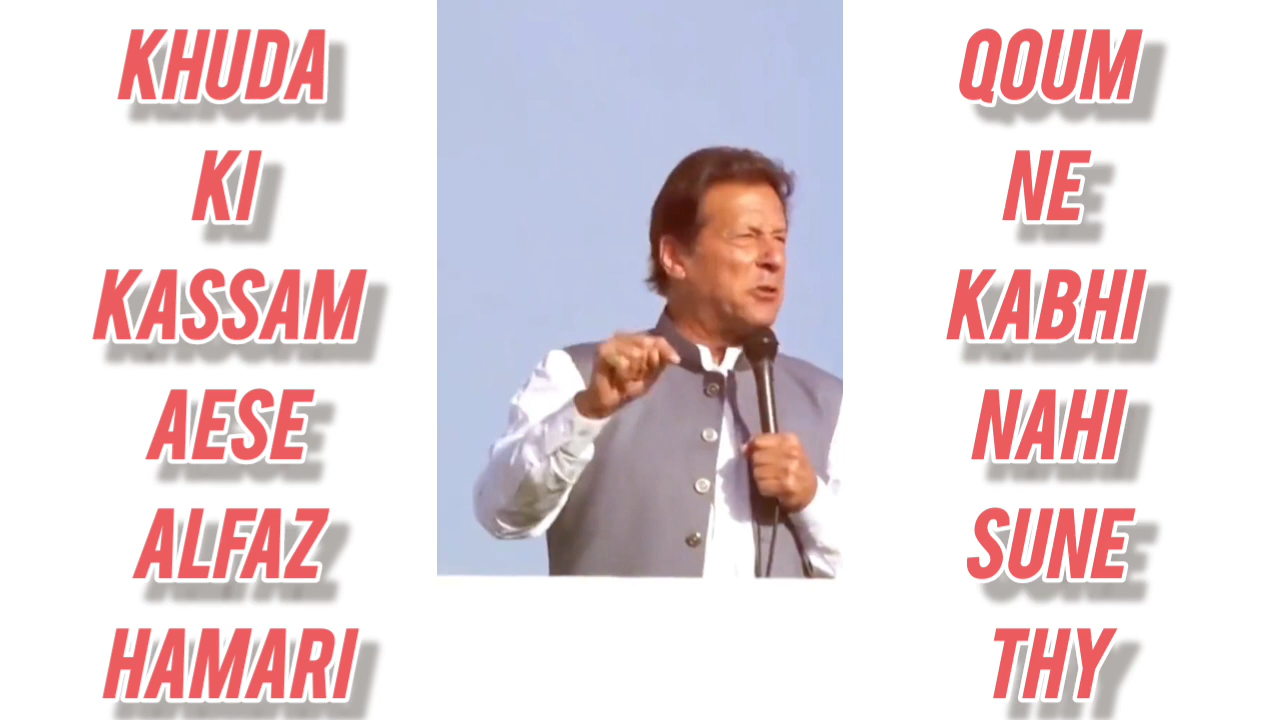 KHUDA
KI
KASSAM
AESE
ALFAZ
HAMARI
QOUM
NE
KABHI
NAHI
SUNE
THY